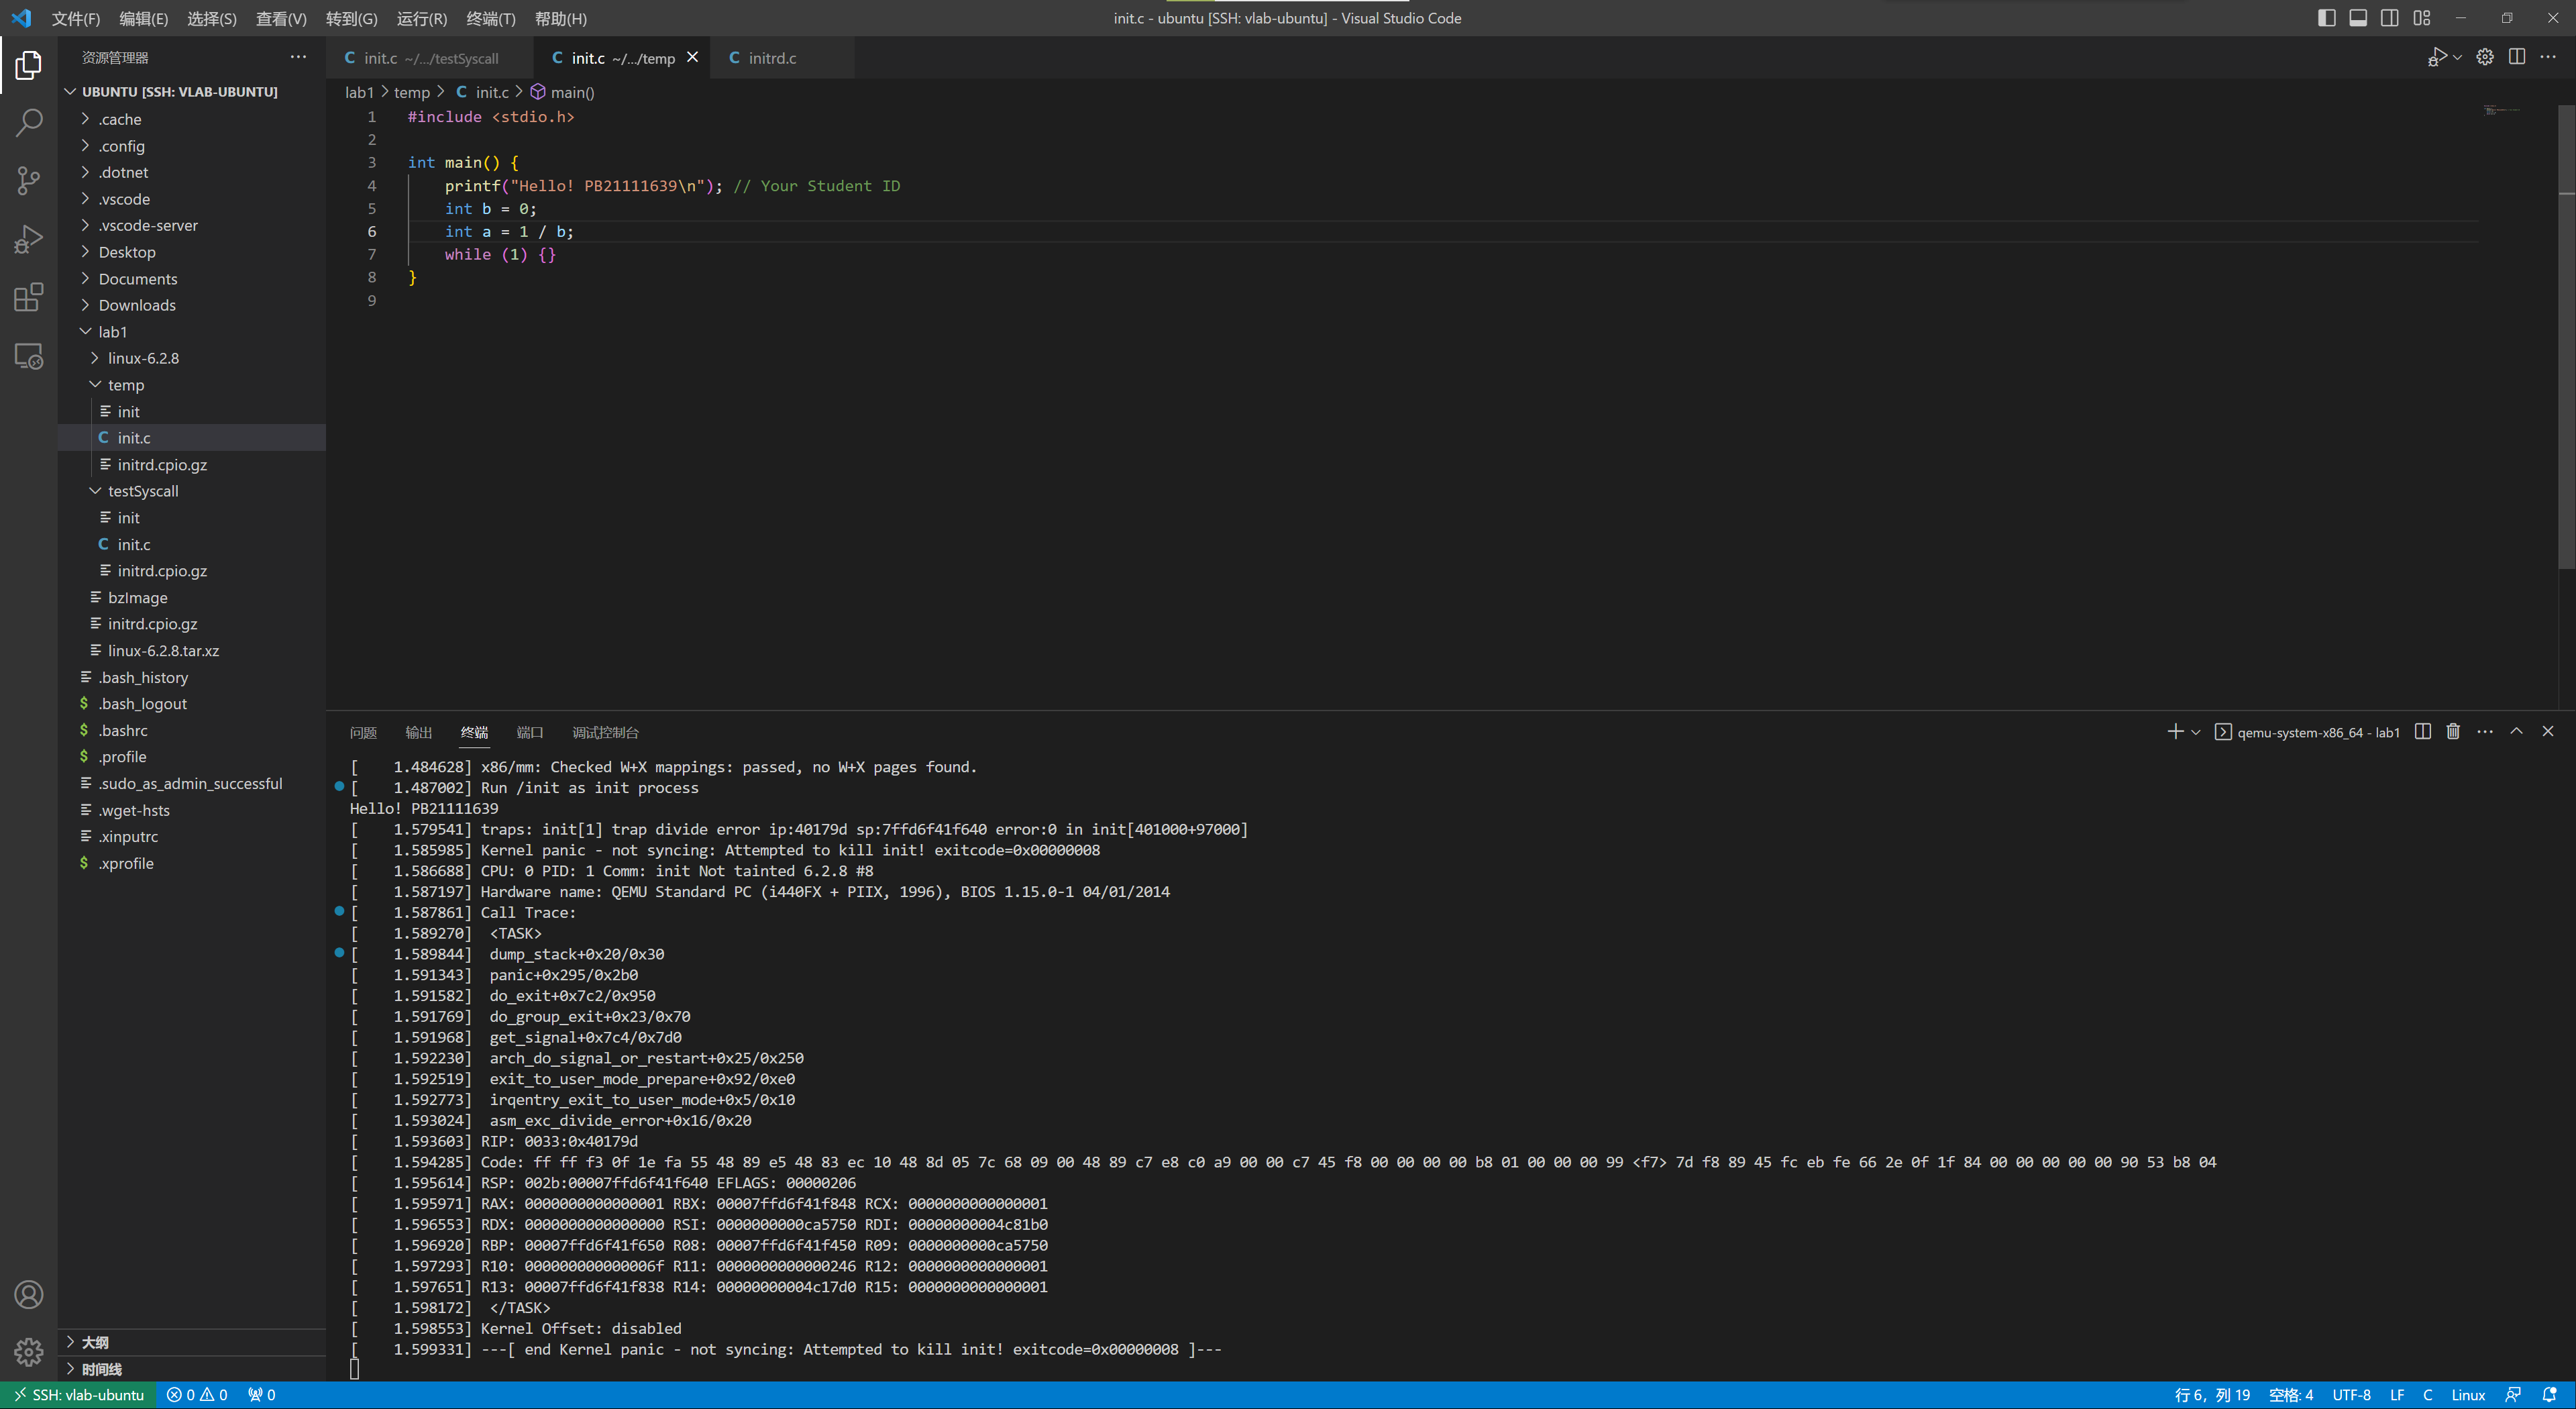 文件(F) 编辑(E) 选择(S) 查看(V) 转到(G) 运行(R) 终端(T) 帮助(H)
init.c - ubuntu [SSH: vlab-ubuntu] - Visual Studio Code
资源管理器
UBUNTU [SSH: VLAB-UBUNTU]
.cache
.config
.dotnet
.vscode
.vscode-server
Desktop
Documents
Downloads
lab1
linux-6.2.8
temp
init
C init.c
initrd.cpio.gz
testSyscall
init
C init.c
initrd.cpio.gz
bzImage
initrd.cpio.gz
linux-6.2.8.tar.xz
.bash_history
$ .bash_logout
$ .bashrc
$ .profile
.sudo_as_admin_successful
.wget-hsts
.xinputrc
$ .xprofile
大纲
时间线
C init.c ~/.../testSyscall C init.c ~/.../temp C initrd.c
lab1 > temp > C init.c > main()
1 #include <stdio.h>
2
3 int main() {
4 printf("Hello! PB21111639\n"); // Your Student ID
5 int b = 0;
6 int a = 1 / b;
7 while (1) {}
8 }
9
问题 输出 终端 端口 调试控制台
qemu-system-x86_64 - lab1
[ 1.484628] x86/mm: Checked W+X mappings: passed, no W+X pages found.
[ 1.487002] Run /init as init process
Hello! PB21111639
[ 1.579541] traps: init[1] trap divide error ip:40179d sp:7ffd6f41f640 error:0 in init[401000+97000]
[ 1.585985] Kernel panic - not syncing: Attempted to kill init! exitcode=0x00000008
[ 1.586688] CPU: 0 PID: 1 Comm: init Not tainted 6.2.8 #8
[ 1.587197] Hardware name: QEMU Standard PC (i440FX + PIIX, 1996), BIOS 1.15.0-1 04/01/2014
[ 1.587861] Call Trace:
[ 1.589270] <TASK>
[ 1.589844] dump_stack+0x20/0x30
[ 1.591343] panic+0x295/0x2b0
[ 1.591582] do_exit+0x7c2/0x950
[ 1.591769] do_group_exit+0x23/0x70
[ 1.591968] get_signal+0x7c4/0x7d0
[ 1.592230] arch_do_signal_or_restart+0x25/0x250
[ 1.592519] exit_to_user_mode_prepare+0x92/0xe0
[ 1.592773] irqentry_exit_to_user_mode+0x5/0x10
[ 1.593024] asm_exc_divide_error+0x16/0x20
[ 1.593603] RIP: 0033:0x40179d
[ 1.594285] Code: ff ff f3 0f 1e fa 55 48 89 e5 48 83 ec 10 48 8d 05 7c 68 09 00 48 89 c7 e8 c0 a9 00 00 c7 45 f8 00 00 00 00 b8 01 00 00 00 99 <f7> 7d f8 89 45 fc eb fe 66 2e 0f 1f 84 00 00 00 00 00 90 53 b8 04
[ 1.595614] RSP: 002b:00007ffd6f41f640 EFLAGS: 00000206
[ 1.595971] RAX: 0000000000000001 RBX: 00007ffd6f41f848 RCX: 0000000000000001
[ 1.596553] RDX: 0000000000000000 RSI: 0000000000ca5750 RDI: 00000000004c81b0
[ 1.596920] RBP: 00007ffd6f41f650 R08: 00007ffd6f41f450 R09: 0000000000ca5750
[ 1.597293] R10: 000000000000006f R11: 0000000000000246 R12: 0000000000000001
[ 1.597651] R13: 00007ffd6f41f838 R14: 00000000004c17d0 R15: 0000000000000001
[ 1.598172] </TASK>
[ 1.598553] Kernel Offset: disabled
[ 1.599331] ---[ end Kernel panic - not syncing: Attempted to kill init! exitcode=0x00000008 ]---
SSH: vlab-ubuntu 0 0 0
行 6，列 19 空格: 4 UTF-8 LF C Linux